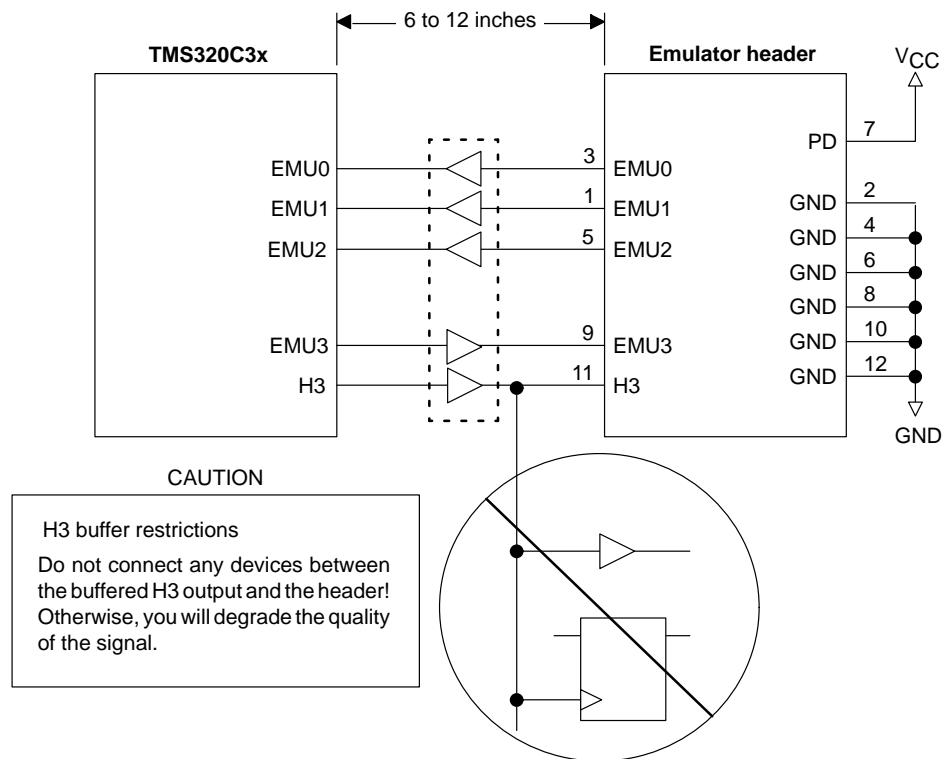 6 to 12 inches
TMS320C3x
Emulator header
VCC
PD 7
EMU0 3 EMU0
EMU1 1 EMU1
EMU2 5 EMU2
EMU3 9 EMU3
H3 11 H3
GND 2
GND 4
GND 6
GND 8
GND 10
GND 12
GND
CAUTION
H3 buffer restrictions
Do not connect any devices between
the buffered H3 output and the header!
Otherwise, you will degrade the quality
of the signal.